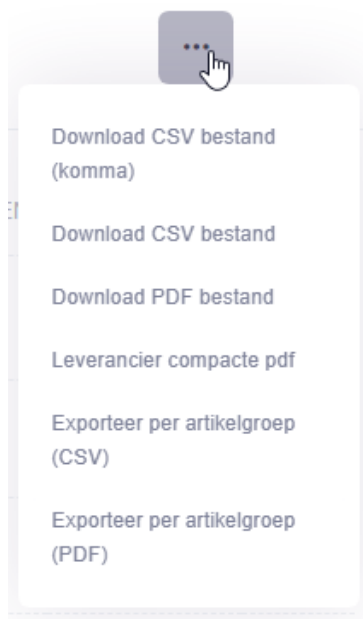 Download CSV bestand
(komma)
Download CSV bestand
Download PDF bestand
Leverancier compacte pdf
Exporteer per artikelgroep
(CSV)
Exporteer per artikelgroep
(PDF)